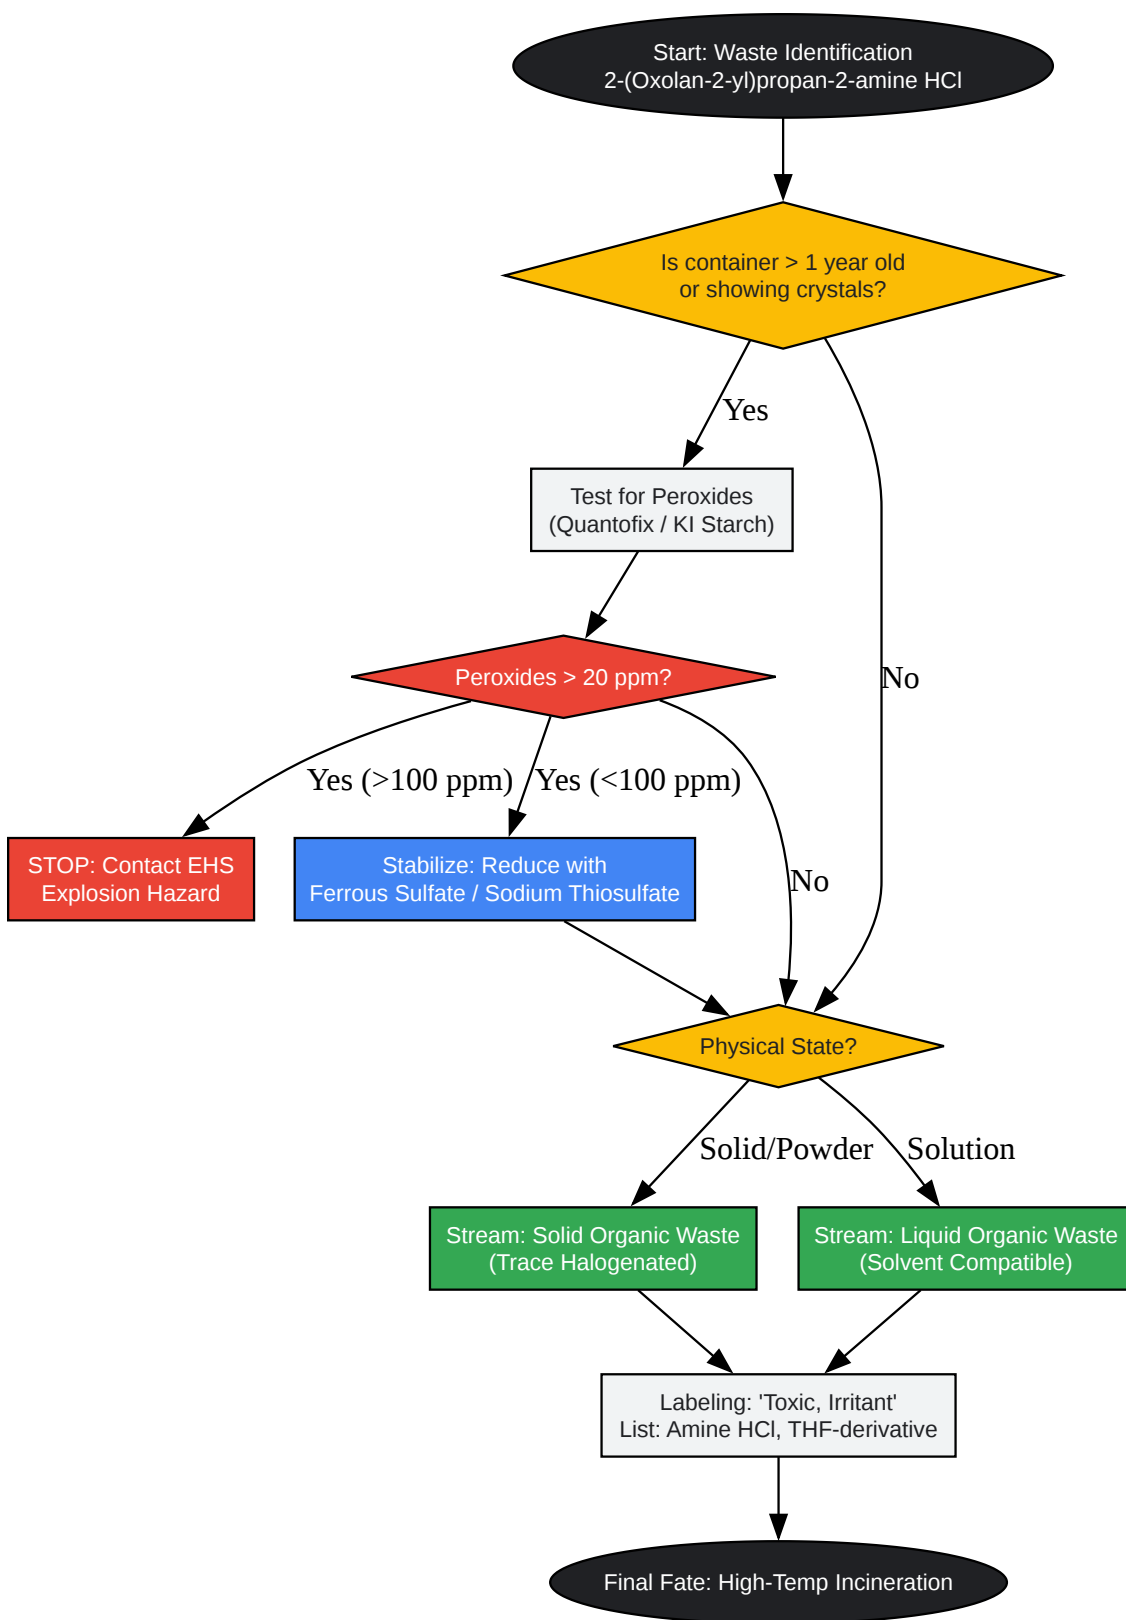 Start: Waste Identification
2-(Oxolan-2-yl)propan-2-amine HCl
Is container > 1 year old
or showing crystals?
Yes
Test for Peroxides
(Quantofix / KI Starch)
Peroxides > 20 ppm?
No
Yes (>100 ppm)
Yes (<100 ppm)
STOP: Contact EHS
Explosion Hazard
Stabilize: Reduce with
Ferrous Sulfate / Sodium Thiosulfate
No
Physical State?
Solid/Powder
Solution
Stream: Solid Organic Waste
(Trace Halogenated)
Stream: Liquid Organic Waste
(Solvent Compatible)
Labeling: 'Toxic, Irritant'
List: Amine HCl, THF-derivative
Final Fate: High-Temp Incineration